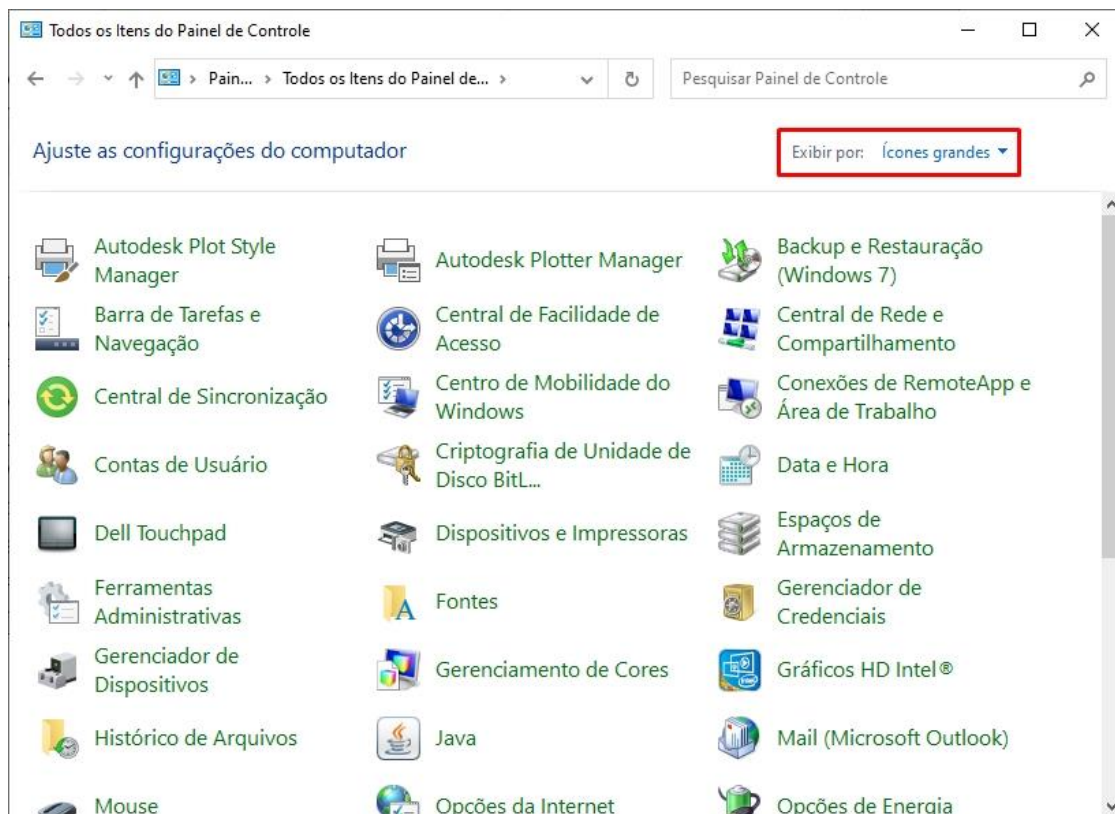 Todos os Itens do Painel de Controle
Pain... > Todos os Itens do Painel de... >
Pesquisar Painel de Controle
Ajuste as configurações do computador
Exibir por: Ícones grandes
Autodesk Plot Style
Manager
Autodesk Plotter Manager
Backup e Restauração
(Windows 7)
Barra de Tarefas e
Navegação
Central de Facilidade de
Acesso
Central de Rede e
Compartilhamento
Central de Sincronização
Centro de Mobilidade do
Windows
Conexões de RemoteApp e
Área de Trabalho
Contas de Usuário
Criptografia de Unidade de
Disco BitL...
Data e Hora
Dell Touchpad
Dispositivos e Impressoras
Espaços de
Armazenamento
Ferramentas
Administrativas
Fontes
Gerenciador de
Credenciais
Gerenciador de
Dispositivos
Gerenciamento de Cores
Gráficos HD Intel®
Histórico de Arquivos
Java
Mail (Microsoft Outlook)
Mouse
Opções da Internet
Opções de Energia